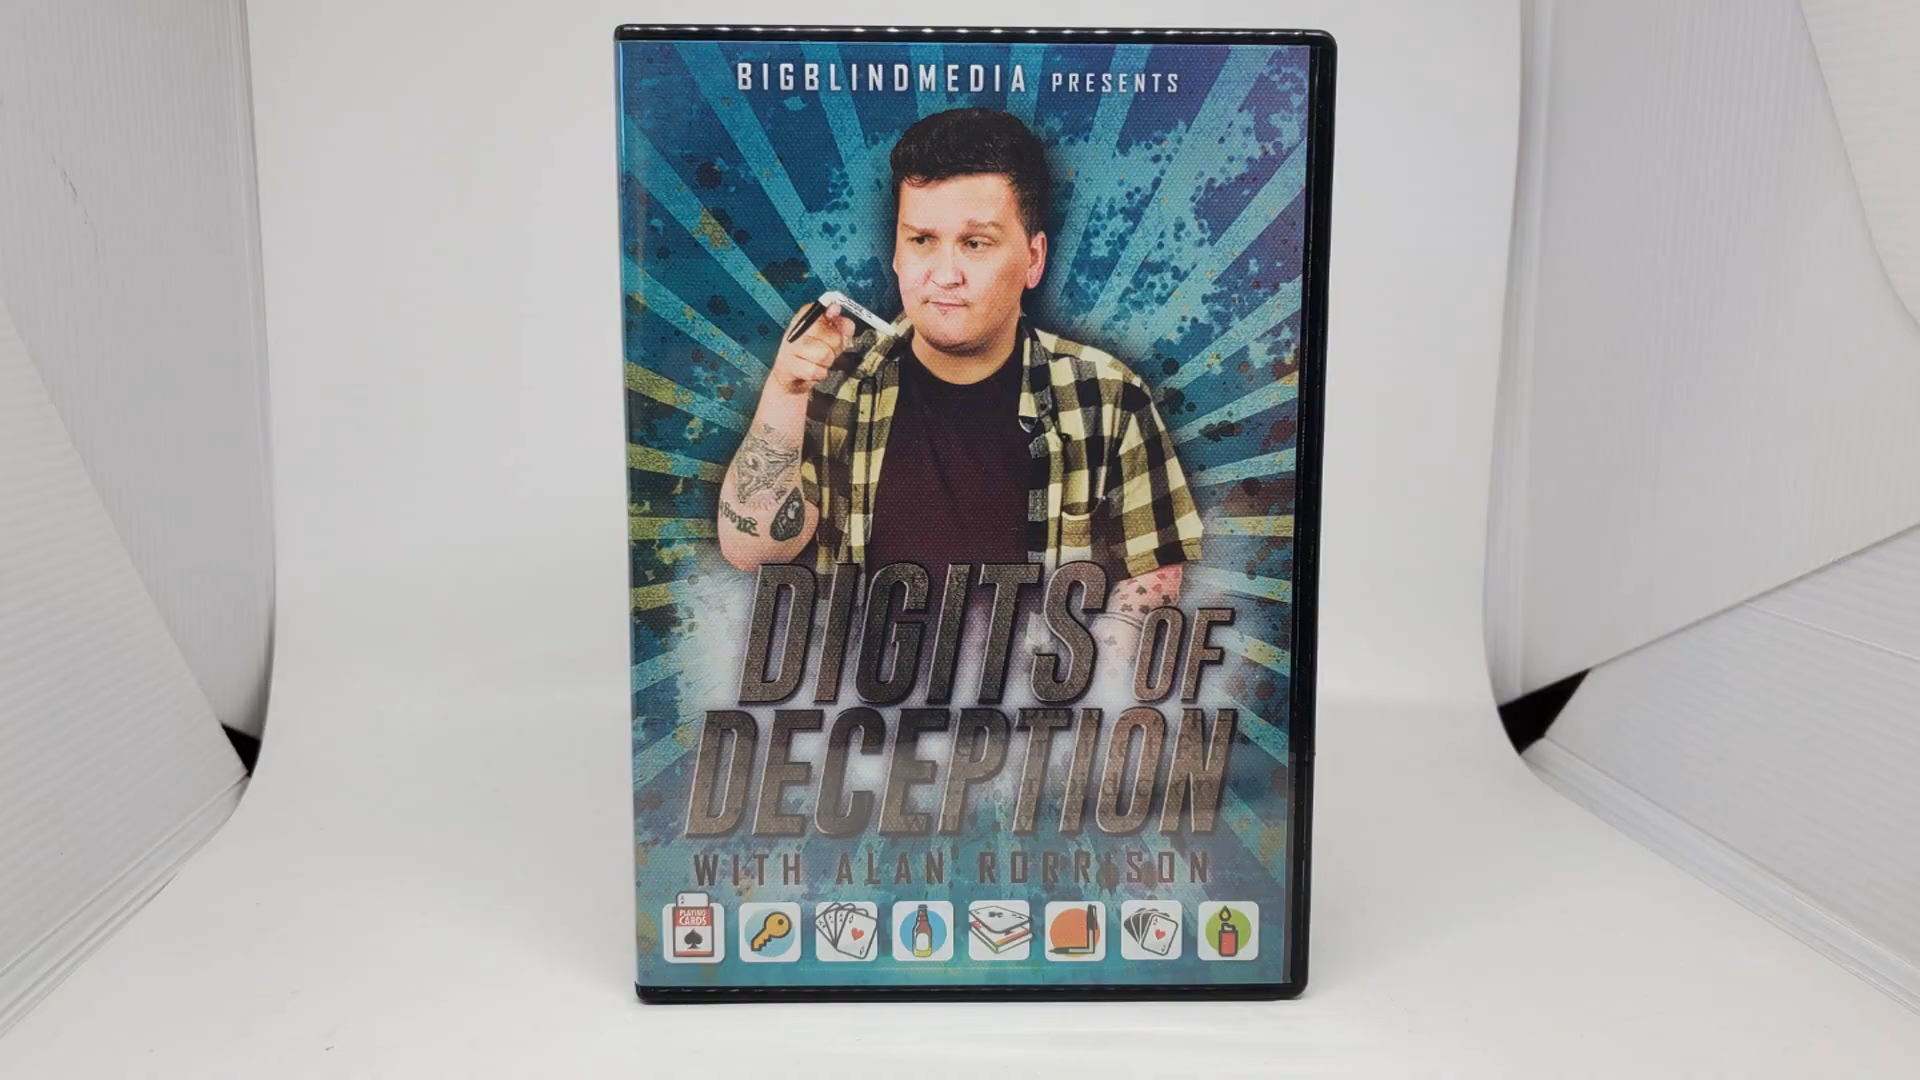 BIGBLINDMEDIA PRESENTS
DIGITS OF
DECEPTION
WITH ALAN RORRISON
PLAYING
CARDS